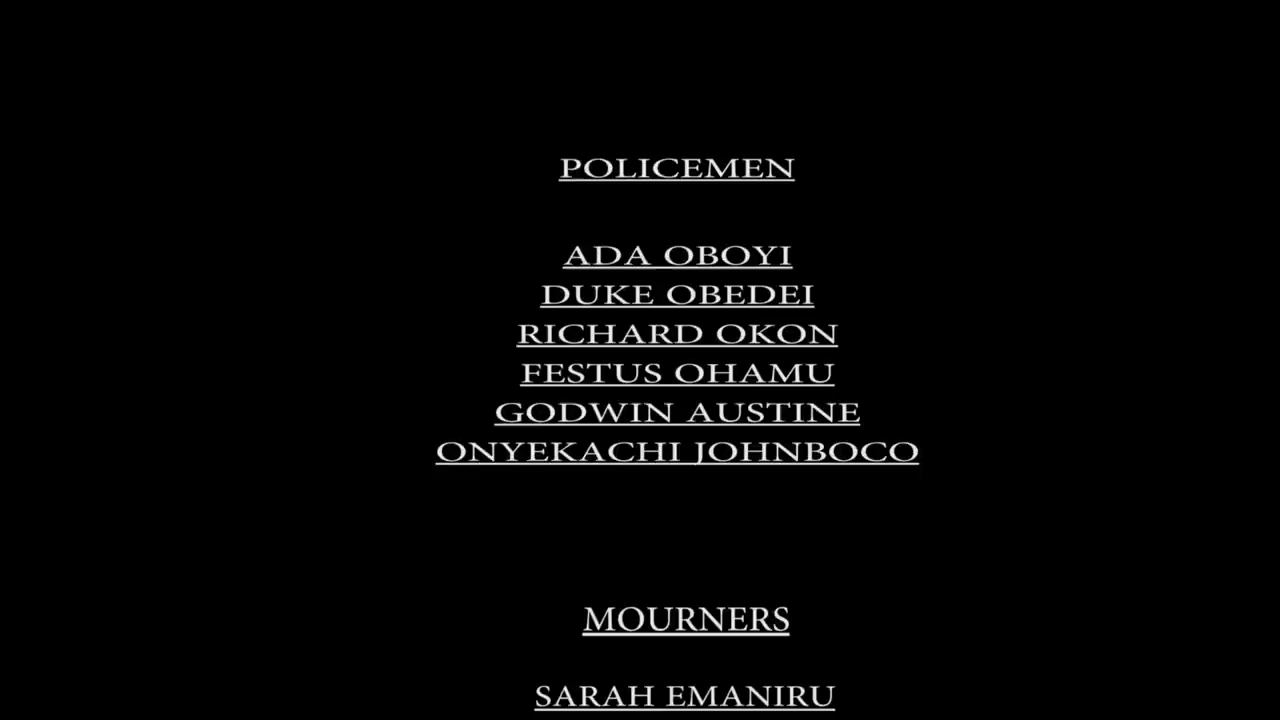 POLICEMEN
ADA OBOYI
DUKE OBEDEI
RICHARD OKON
FESTUS OHAMU
GODWIN AUSTINE
ONYEKACHI JOHNBOCO
MOURNERS
SARAH EMANIRU